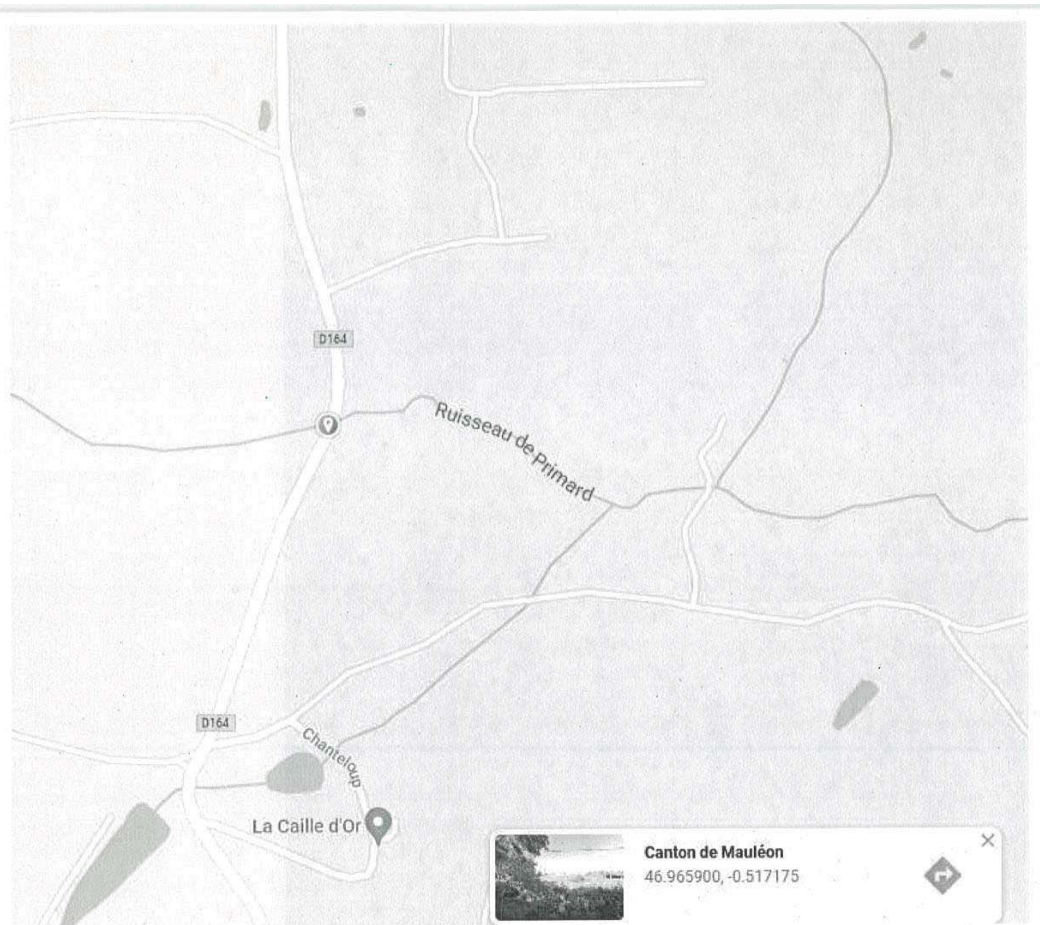 D164
Ruisseau de Primard
D164
Chanteloup
La Caille d'Or
Canton de Mauléon
46.965900, -0.517175